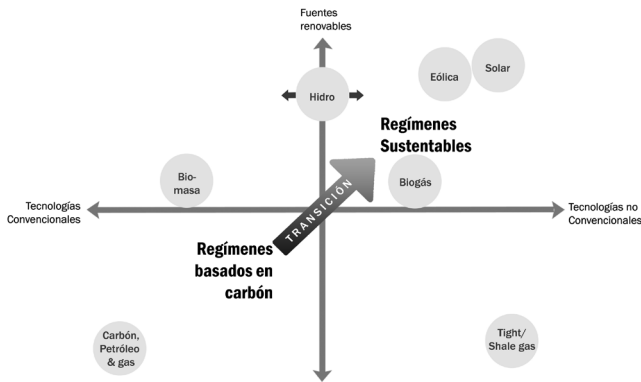 Fuentes
renovables
Eólica
Solar
Hidro
Regímenes
Sustentables
Bio-
masa
TRANSICIÓN
Biogás
Tecnologías
Convencionales
Tecnologías no
Convencionales
Regímenes
basados en
carbón
Carbón,
Petróleo
& gas
Tight/
Shale gas